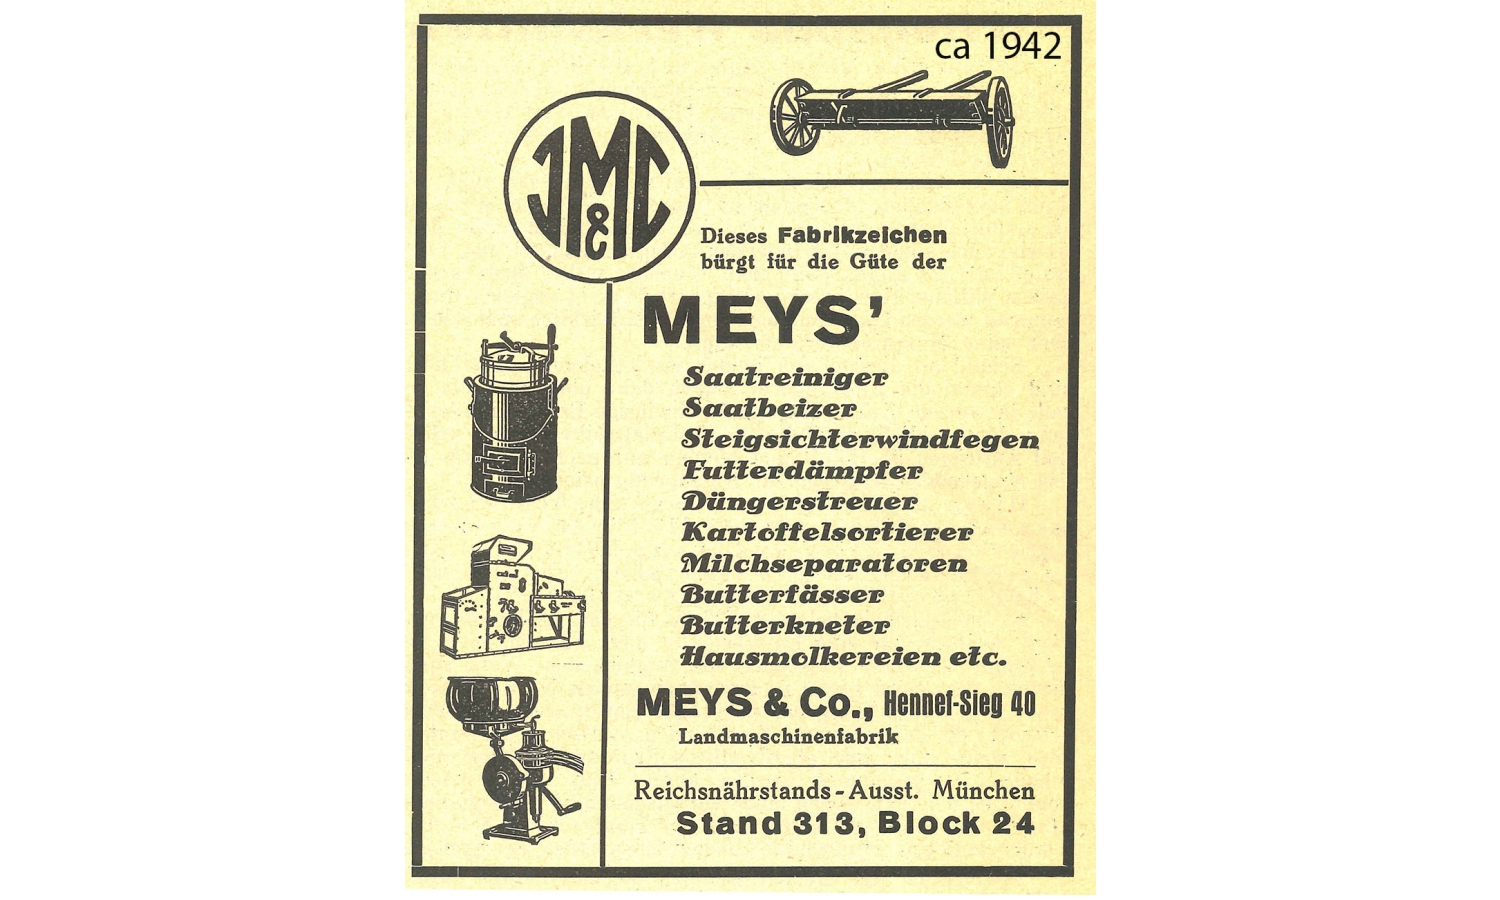 ca 1942
JM&C
Dieses Fabrikzeichen
bürgt für die Güte der
MEYS'
Saatreiniger
Saatbeizer
Steigsichterwindfegen
Futterdämpfer
Düngerstreuer
Kartoffelsortierer
Milchseparatoren
Butterfässer
Butterkneter
Hausmolkereien etc.
MEYS & Co., Hennef-Sieg 40
Landmaschinenfabrik
Reichsnährstands-Ausst. München
Stand 313, Block 24